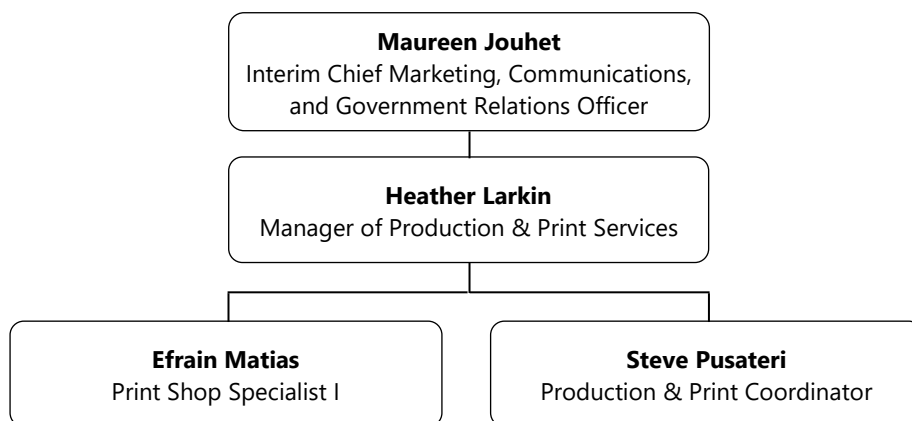 Maureen Jouhet
Interim Chief Marketing, Communications,
and Government Relations Officer
Heather Larkin
Manager of Production & Print Services
Efrain Matias
Print Shop Specialist I
Steve Pusateri
Production & Print Coordinator